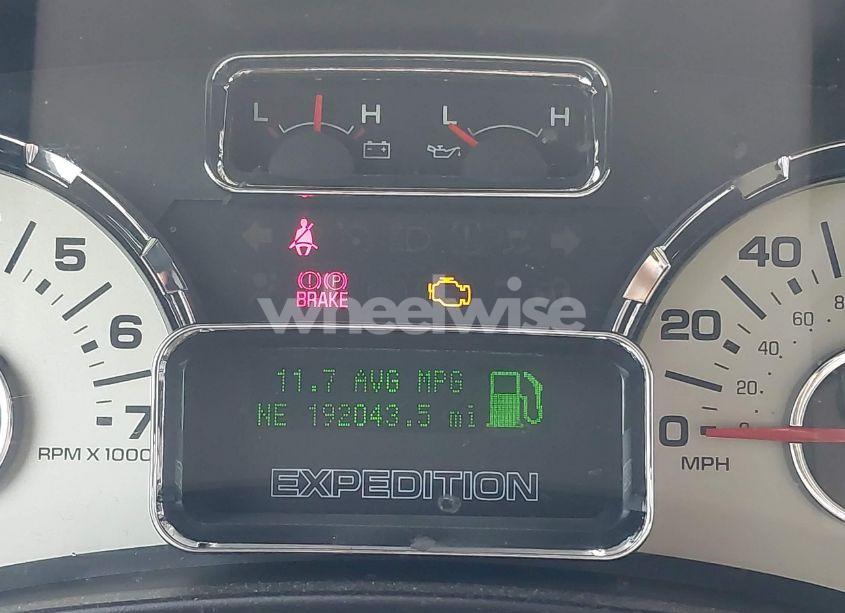 L H L H
5
6
7
RPM X 1000
BRAKE
wheelwise
11.7 AVG MPG
NE 192043.5 mi
EXPEDITION
40
60
20
40
20
0
MPH